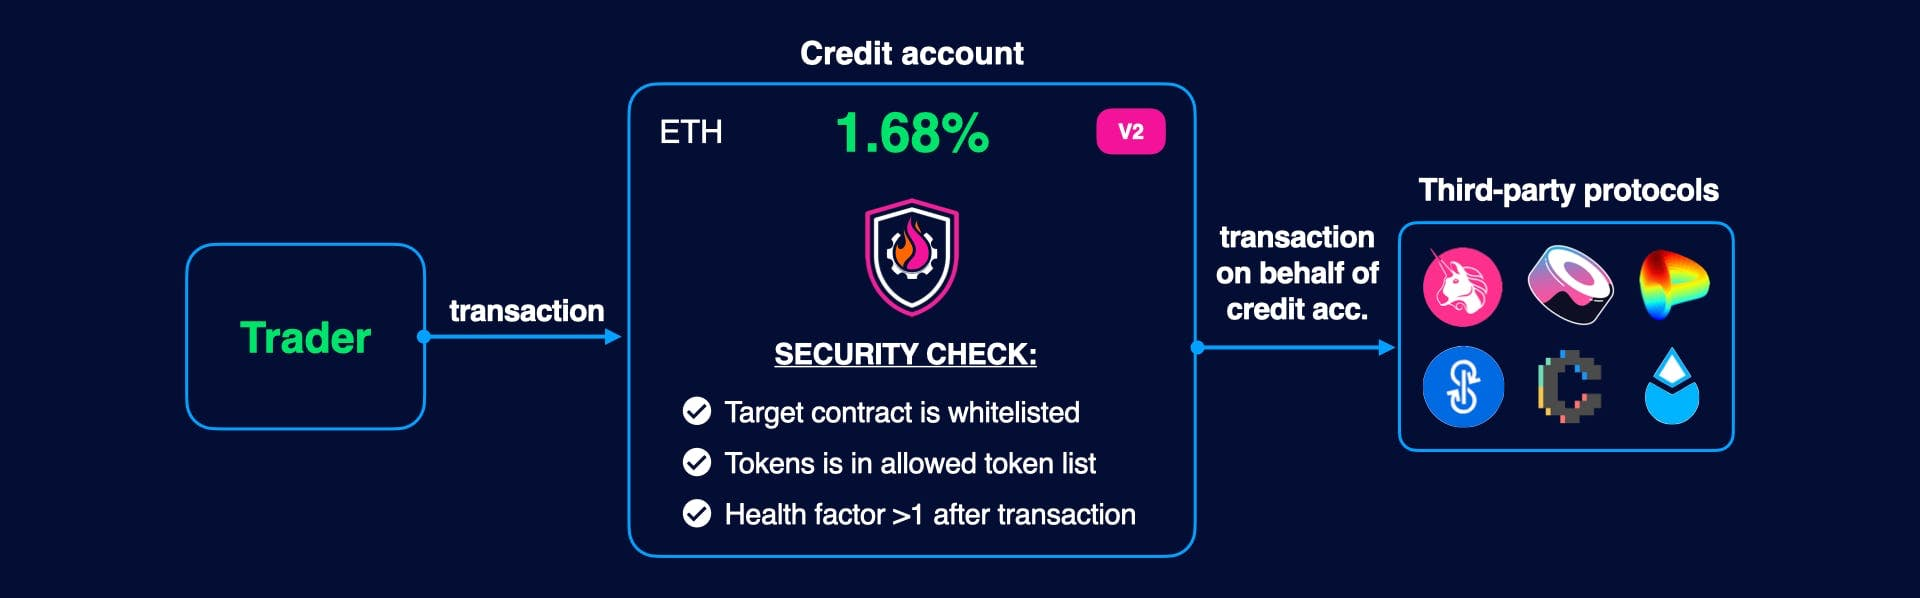 Credit account
ETH 1.68% V2
Third-party protocols
transaction
on behalf of
credit acc.
Trader
transaction
SECURITY CHECK:
Target contract is whitelisted
Tokens is in allowed token list
Health factor >1 after transaction